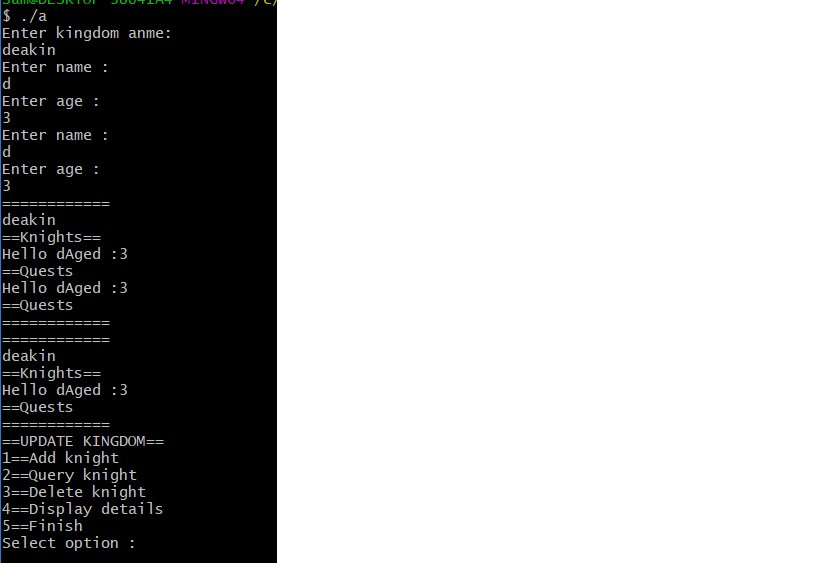 $ ./a
Enter kingdom anme:
deakin
Enter name :
d
Enter age :
3
Enter name :
d
Enter age :
3
============
deakin
==Knights==
Hello dAged :3
==Quests
Hello dAged :3
==Quests
============
============
deakin
==Knights==
Hello dAged :3
==Quests
============
==UPDATE KINGDOM==
1==Add knight
2==Query knight
3==Delete knight
4==Display details
5==Finish
Select option :